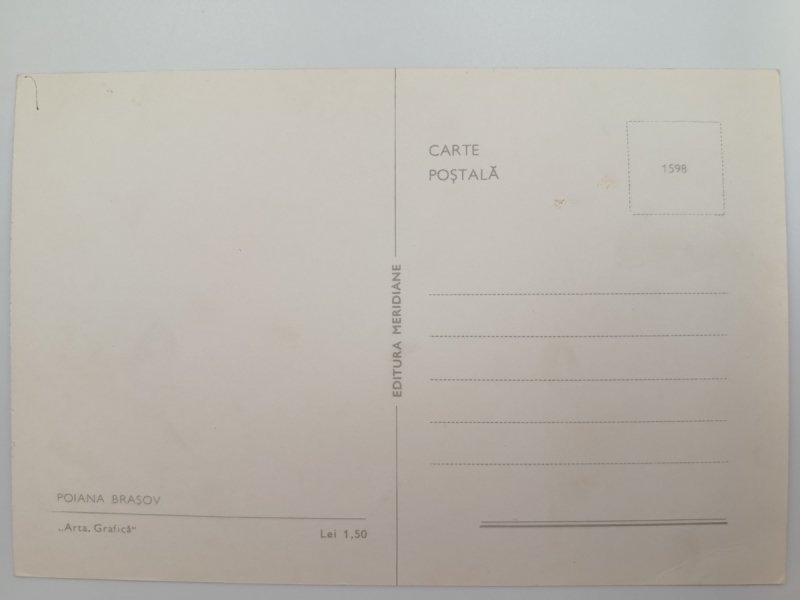 CARTE
POȘTALĂ
1598
EDITURA MERIDIANE
POIANA BRAȘOV
„Arta Grafică“
Lei 1,50